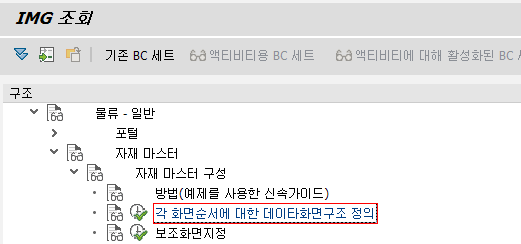 IMG 조회
기존 BC 세트 액티비티용 BC 세트 액티비티에 대해 활성화된 BC 세
구조
물류 - 일반
포털
자재 마스터
자재 마스터 구성
방법(예제를 사용한 신속가이드)
각 화면순서에 대한 데이타화면구조 정의
보조화면지정